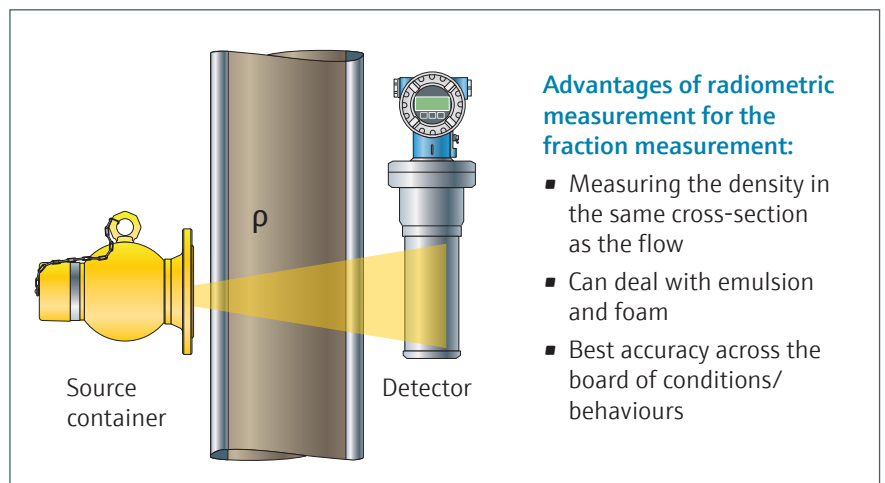 ρ
Source
container
Detector
Advantages of radiometric
measurement for the
fraction measurement:
▪ Measuring the density in
the same cross-section
as the flow
▪ Can deal with emulsion
and foam
▪ Best accuracy across the
board of conditions/
behaviours